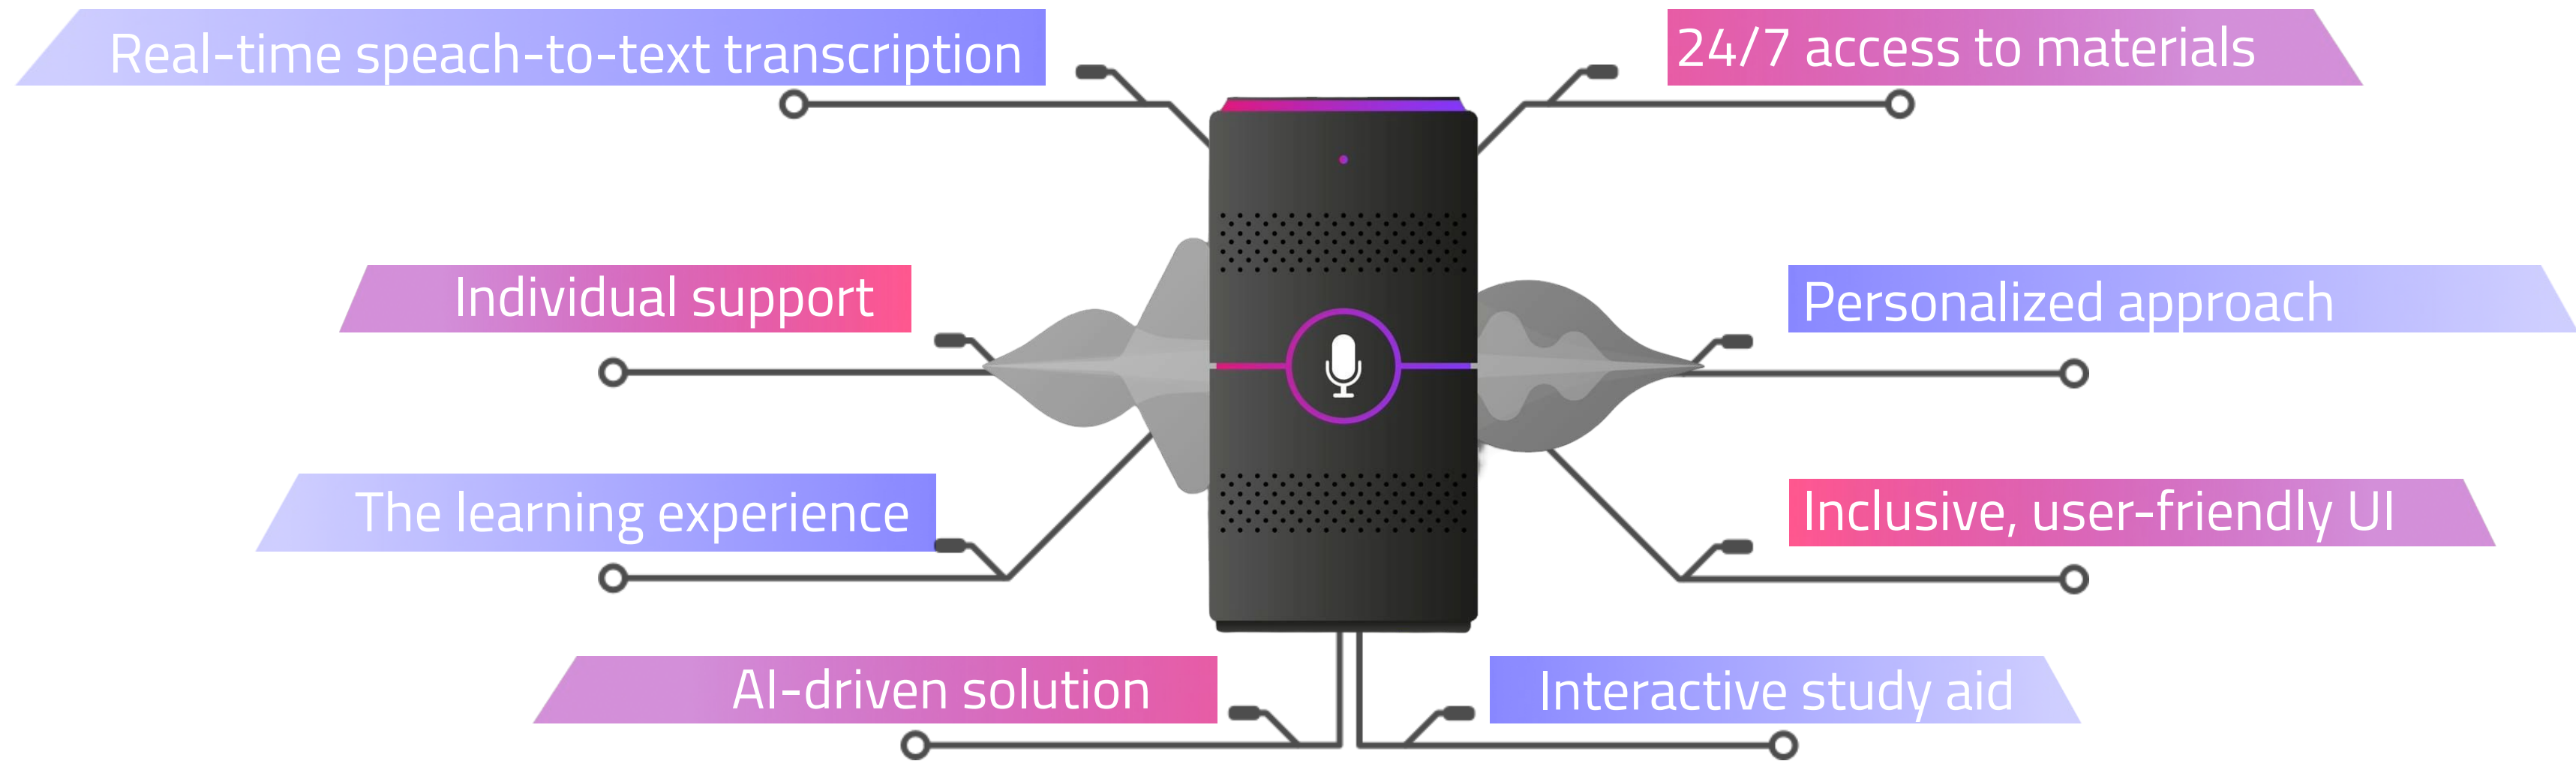 Real-time speach-to-text transcription
24/7 access to materials
Individual support
Personalized approach
The learning experience
Inclusive, user-friendly UI
AI-driven solution
Interactive study aid